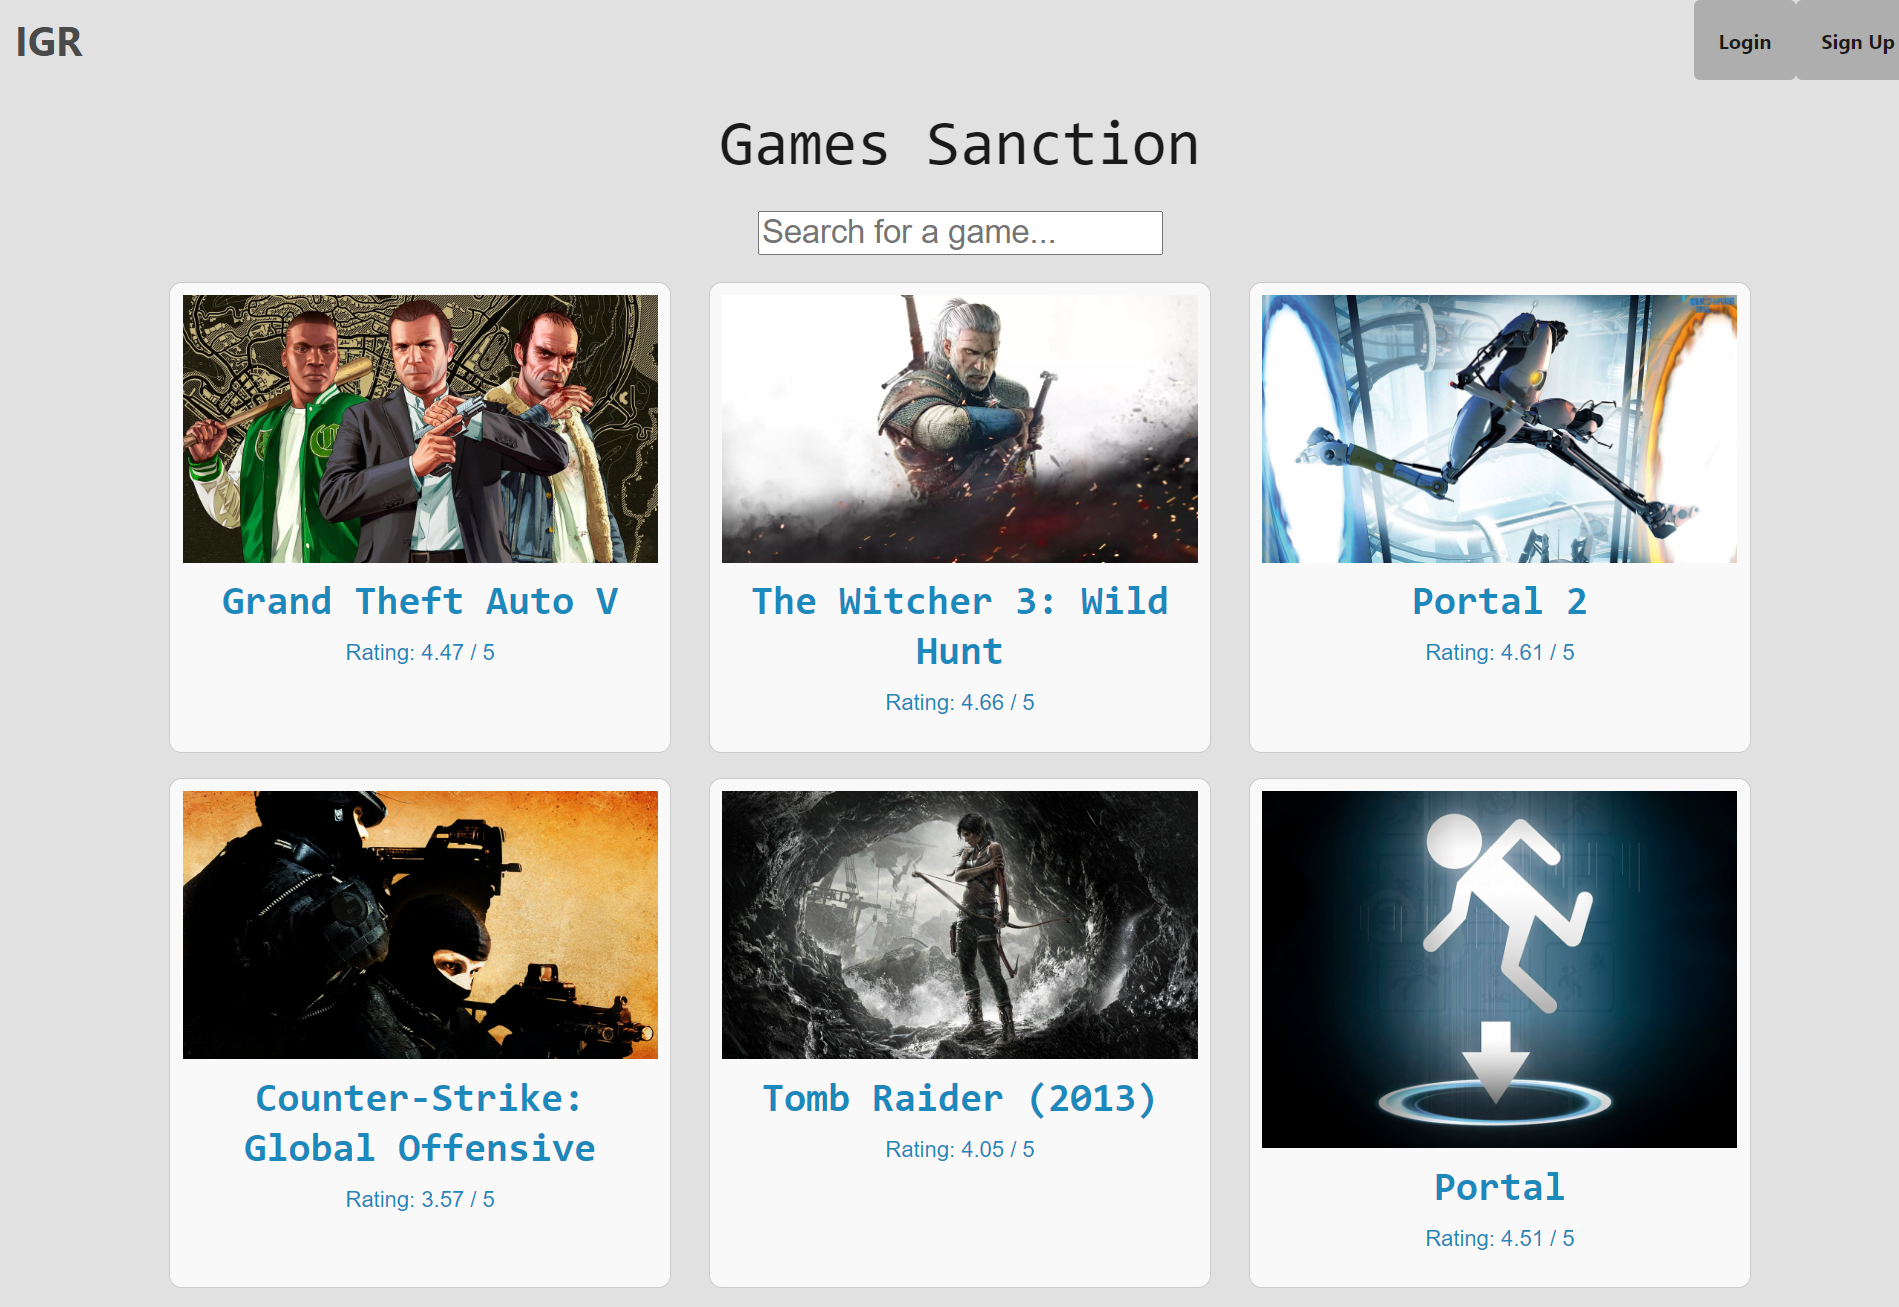 IGR
Login
Sign Up
Games Sanction
Search for a game...
Grand Theft Auto V
Rating: 4.47 / 5
The Witcher 3: Wild
Hunt
Rating: 4.66 / 5
Portal 2
Rating: 4.61 / 5
Counter-Strike:
Global Offensive
Rating: 3.57 / 5
Tomb Raider (2013)
Rating: 4.05 / 5
Portal
Rating: 4.51 / 5